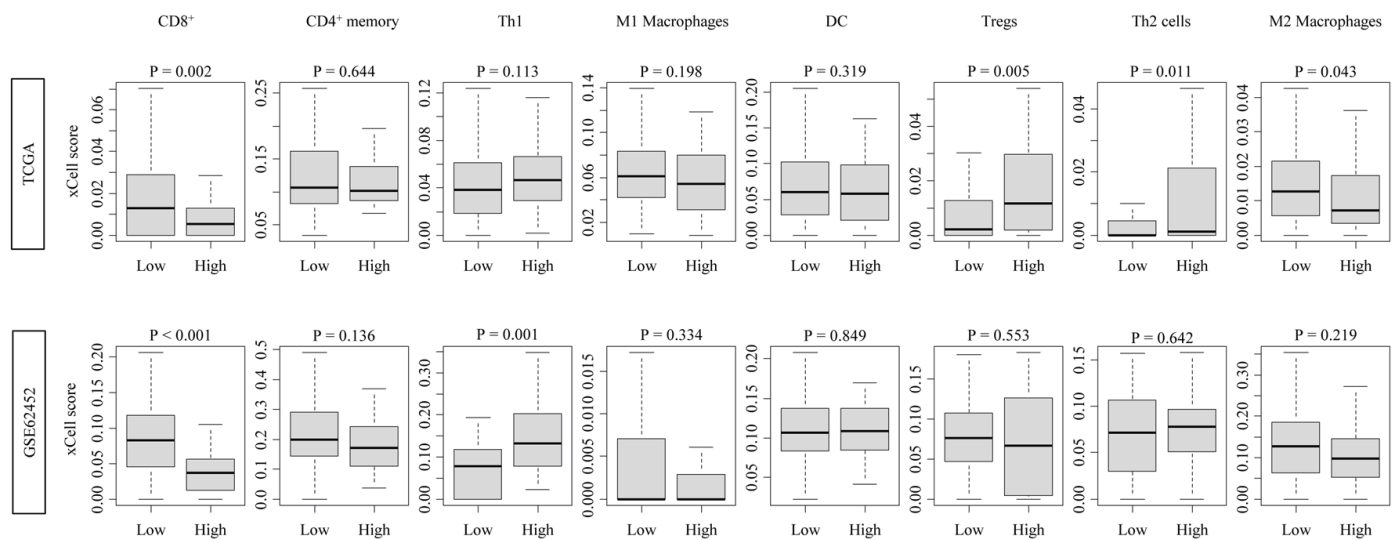 CD8⁺ CD4⁺ memory Th1 M1 Macrophages DC Tregs Th2 cells M2 Macrophages
TCGA
xCell score
P = 0.002
0.00 0.02 0.04 0.06
Low High
P = 0.644
0.05 0.15 0.25
Low High
P = 0.113
0.00 0.04 0.08 0.12
Low High
P = 0.198
0.02 0.06 0.10 0.14
Low High
P = 0.319
0.00 0.05 0.10 0.15 0.20
Low High
P = 0.005
0.00 0.02 0.04
Low High
P = 0.011
0.00 0.02 0.04
Low High
P = 0.043
0.00 0.01 0.02 0.03 0.04
Low High
GSE62452
xCell score
P < 0.001
0.00 0.05 0.10 0.15 0.20
Low High
P = 0.136
0.0 0.1 0.2 0.3 0.4 0.5
Low High
P = 0.001
0.00 0.10 0.20 0.30
Low High
P = 0.334
0.000 0.005 0.010 0.015
Low High
P = 0.849
0.05 0.10 0.15 0.20
Low High
P = 0.553
0.00 0.05 0.10 0.15
Low High
P = 0.642
0.00 0.05 0.10 0.15
Low High
P = 0.219
0.00 0.10 0.20 0.30
Low High